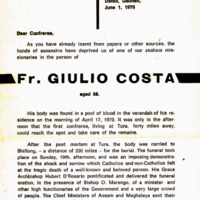 Damra, Gauhati,
June 1, 1970
Dear Confreres,
As you have already learnt from papers or other sources, the
hands of assassins have deprived us of one of our zealous mis-
sionaries in the person of
Fr. GIULIO COSTA
aged 68.
His body was found in a pool of blood in the verandah of his re-
sidence on the morning of April 17, 1970. It was only in the after-
noon that the first confreres, living at Tura, forty miles away,
could reach the spot and take care of the remains.
After the post mortem at Tura, the body was carried to
Shillong, – a distance of 200 miles – for the burial. The funeral took
place on Sunday, 19th, afternoon, and was an imposing demonstra-
tion of the shock and sorrow which Catholics and non-Catholics felt
at the tragic death of a well-known and beloved person. His Grace
Archbishop Hubert D'Rosario pontificated and delivered the funeral
oration. In the presence of Bishop O. Marengo, of a minister and
other high functionaries of the Government and a very large crowd
of people. The Chief Ministers of Assam and Meghalaya sent their